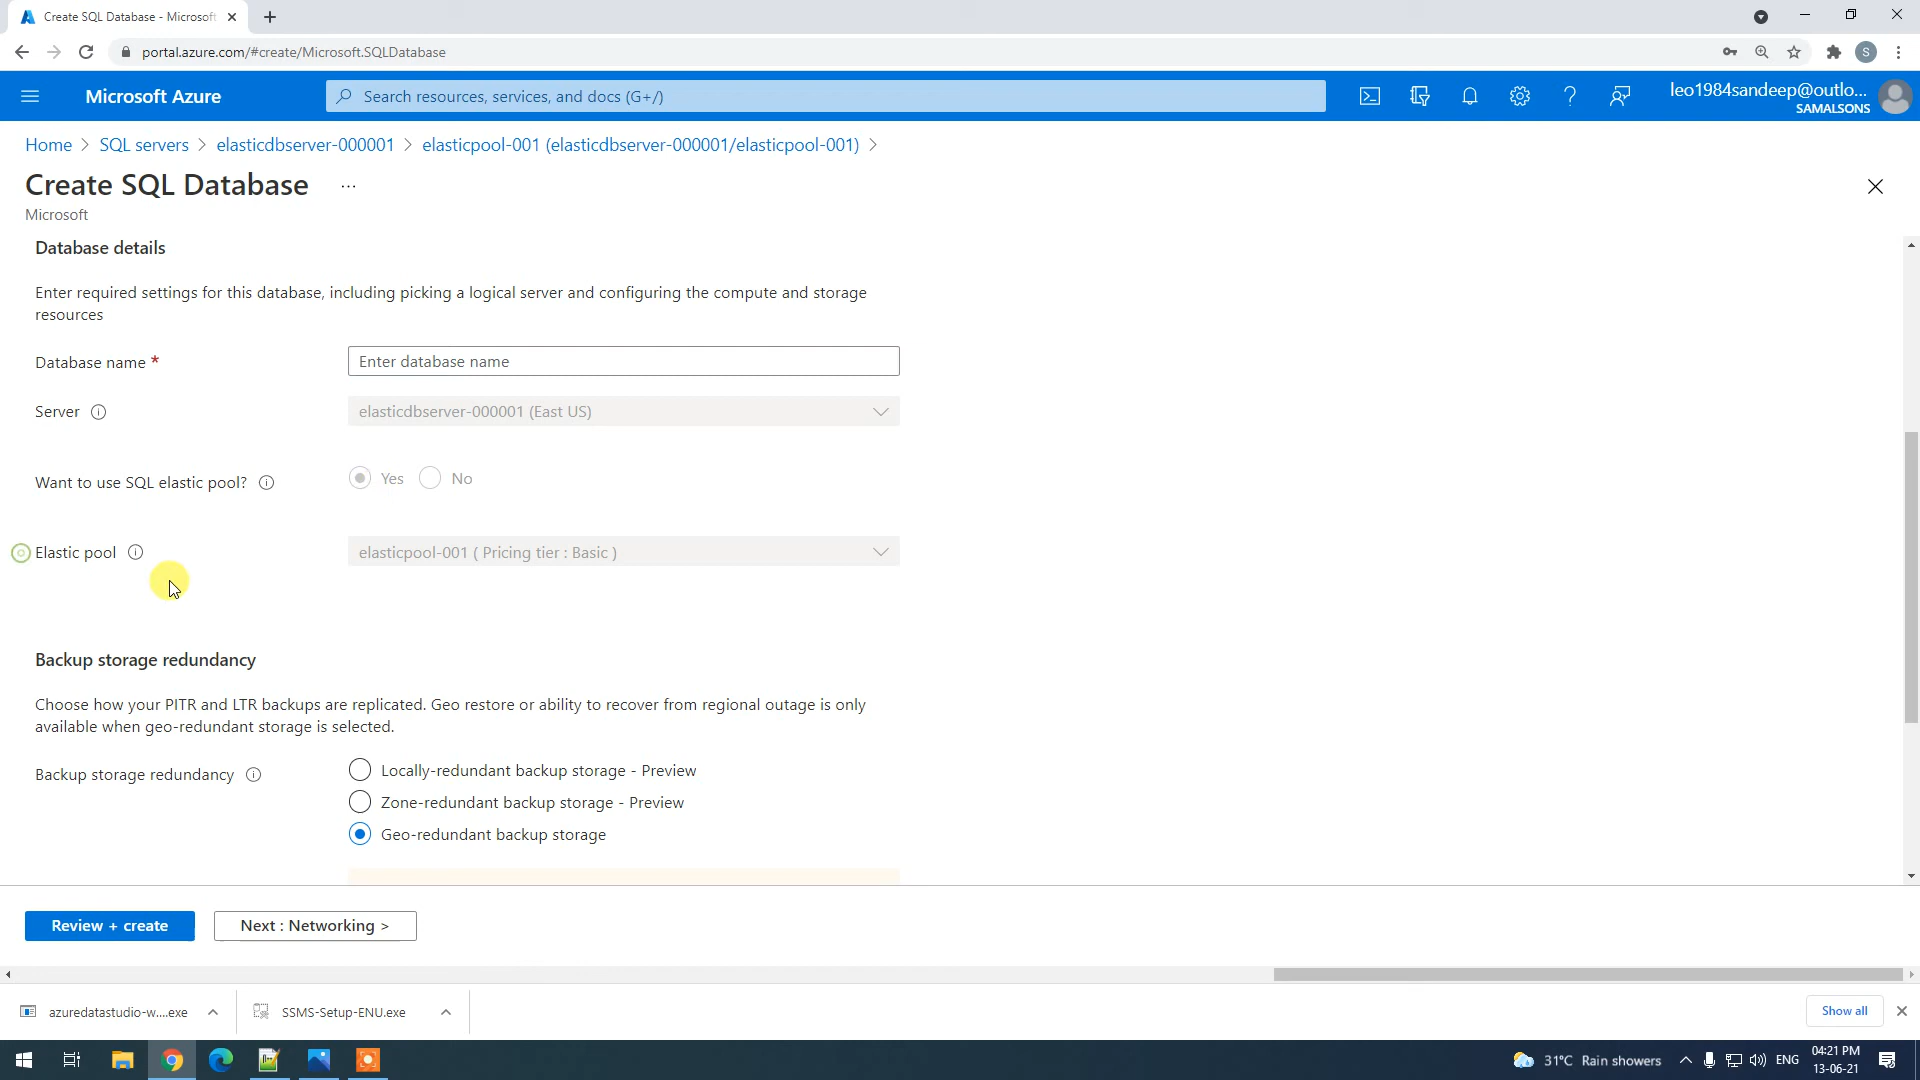 Create SQL Database - Microsoft
portal.azure.com/#create/Microsoft.SQLDatabase
S
Microsoft Azure
Search resources, services, and docs (G+/)
leo1984sandeep@outlo...
SAMALSONS
Home > SQL servers > elasticdbserver-000001 > elasticpool-001 (elasticdbserver-000001/elasticpool-001) >
Create SQL Database ...
Microsoft
Database details
Enter required settings for this database, including picking a logical server and configuring the compute and storage
resources
Database name *
Enter database name
Server
elasticdbserver-000001 (East US)
Want to use SQL elastic pool?
Yes No
Elastic pool
elasticpool-001 ( Pricing tier : Basic )
Backup storage redundancy
Choose how your PITR and LTR backups are replicated. Geo restore or ability to recover from regional outage is only
available when geo-redundant storage is selected.
Backup storage redundancy
Locally-redundant backup storage - Preview
Zone-redundant backup storage - Preview
Geo-redundant backup storage
Review + create
Next : Networking >
azuredatastudio-w....exe
SSMS-Setup-ENU.exe
Show all
31°C Rain showers
ENG
04:21 PM
13-06-21